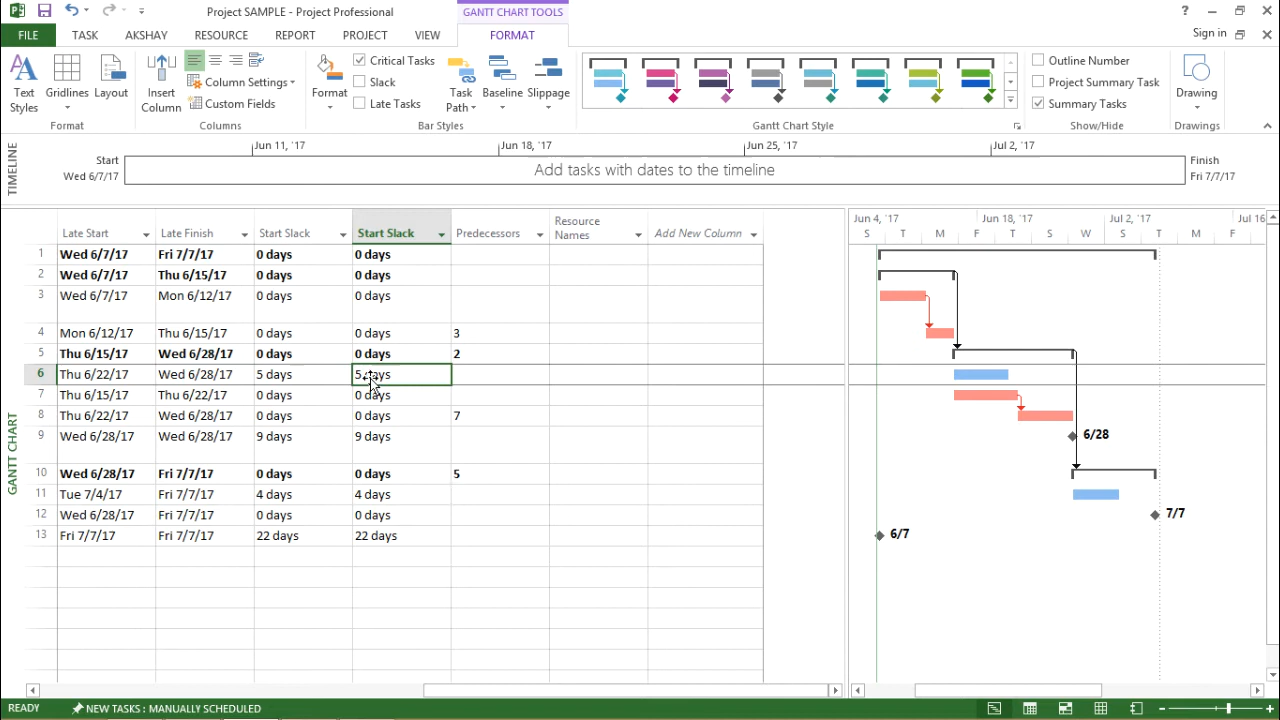 Project SAMPLE - Project Professional
GANTT CHART TOOLS
?
FILE TASK AKSHAY RESOURCE REPORT PROJECT VIEW FORMAT Sign in
Text Styles
Gridlines
Layout
Format
Insert Column
Column Settings
Custom Fields
Columns
Format
Critical Tasks
Slack
Late Tasks
Task Path
Baseline
Slippage
Bar Styles
Gantt Chart Style
Outline Number
Project Summary Task
Summary Tasks
Show/Hide
Drawing
Drawings
TIMELINE
Jun 11, '17 Jun 18, '17 Jun 25, '17 Jul 2, '17
Start
Wed 6/7/17
Add tasks with dates to the timeline
Finish
Fri 7/7/17
GANTT CHART
Late Start Late Finish Start Slack Start Slack Predecessors Resource Names Add New Column
1 Wed 6/7/17 Fri 7/7/17 0 days 0 days
2 Wed 6/7/17 Thu 6/15/17 0 days 0 days
3 Wed 6/7/17 Mon 6/12/17 0 days 0 days
4 Mon 6/12/17 Thu 6/15/17 0 days 0 days 3
5 Thu 6/15/17 Wed 6/28/17 0 days 0 days 2
6 Thu 6/22/17 Wed 6/28/17 5 days 5 days
7 Thu 6/15/17 Thu 6/22/17 0 days 0 days
8 Thu 6/22/17 Wed 6/28/17 0 days 0 days 7
9 Wed 6/28/17 Wed 6/28/17 9 days 9 days
10 Wed 6/28/17 Fri 7/7/17 0 days 0 days 5
11 Tue 7/4/17 Fri 7/7/17 4 days 4 days
12 Wed 6/28/17 Fri 7/7/17 0 days 0 days
13 Fri 7/7/17 Fri 7/7/17 22 days 22 days
Jun 4, '17 Jun 18, '17 Jul 2, '17 Jul 16
S T M F T S W S T M F
6/28
7/7
6/7
READY NEW TASKS : MANUALLY SCHEDULED